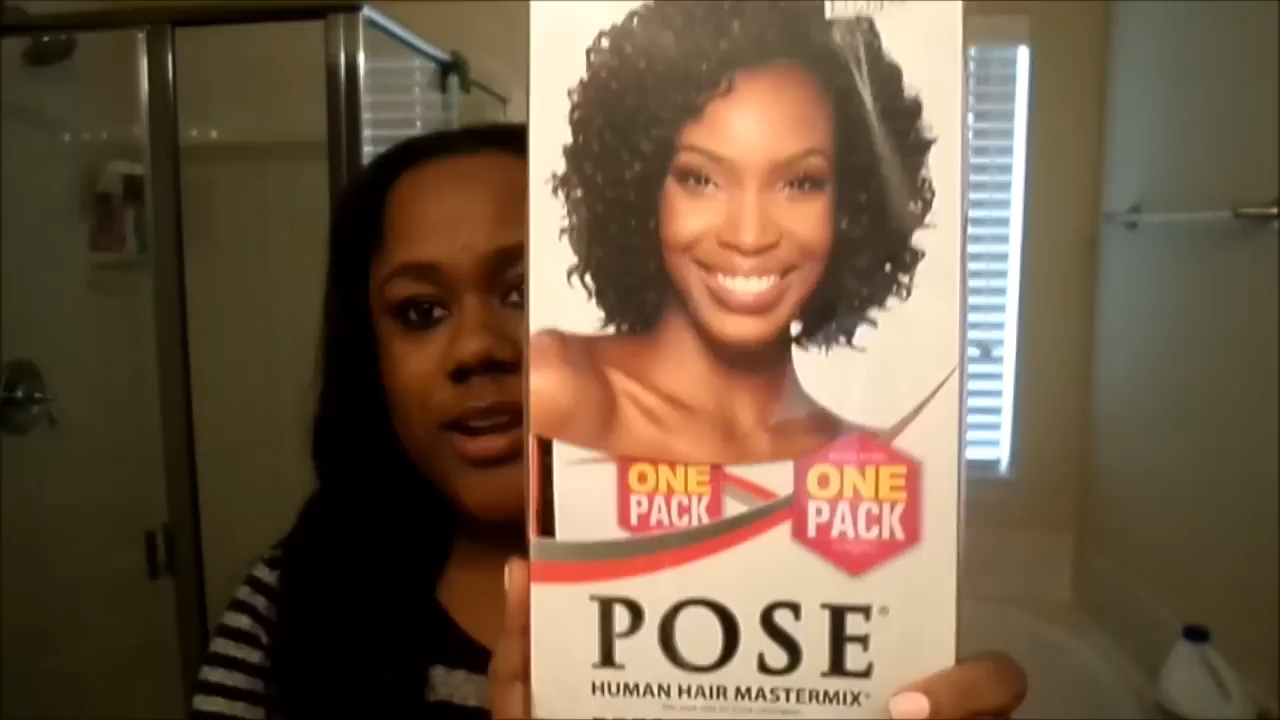 ONE
PACK
ONE
PACK
POSE®
HUMAN HAIR MASTERMIX